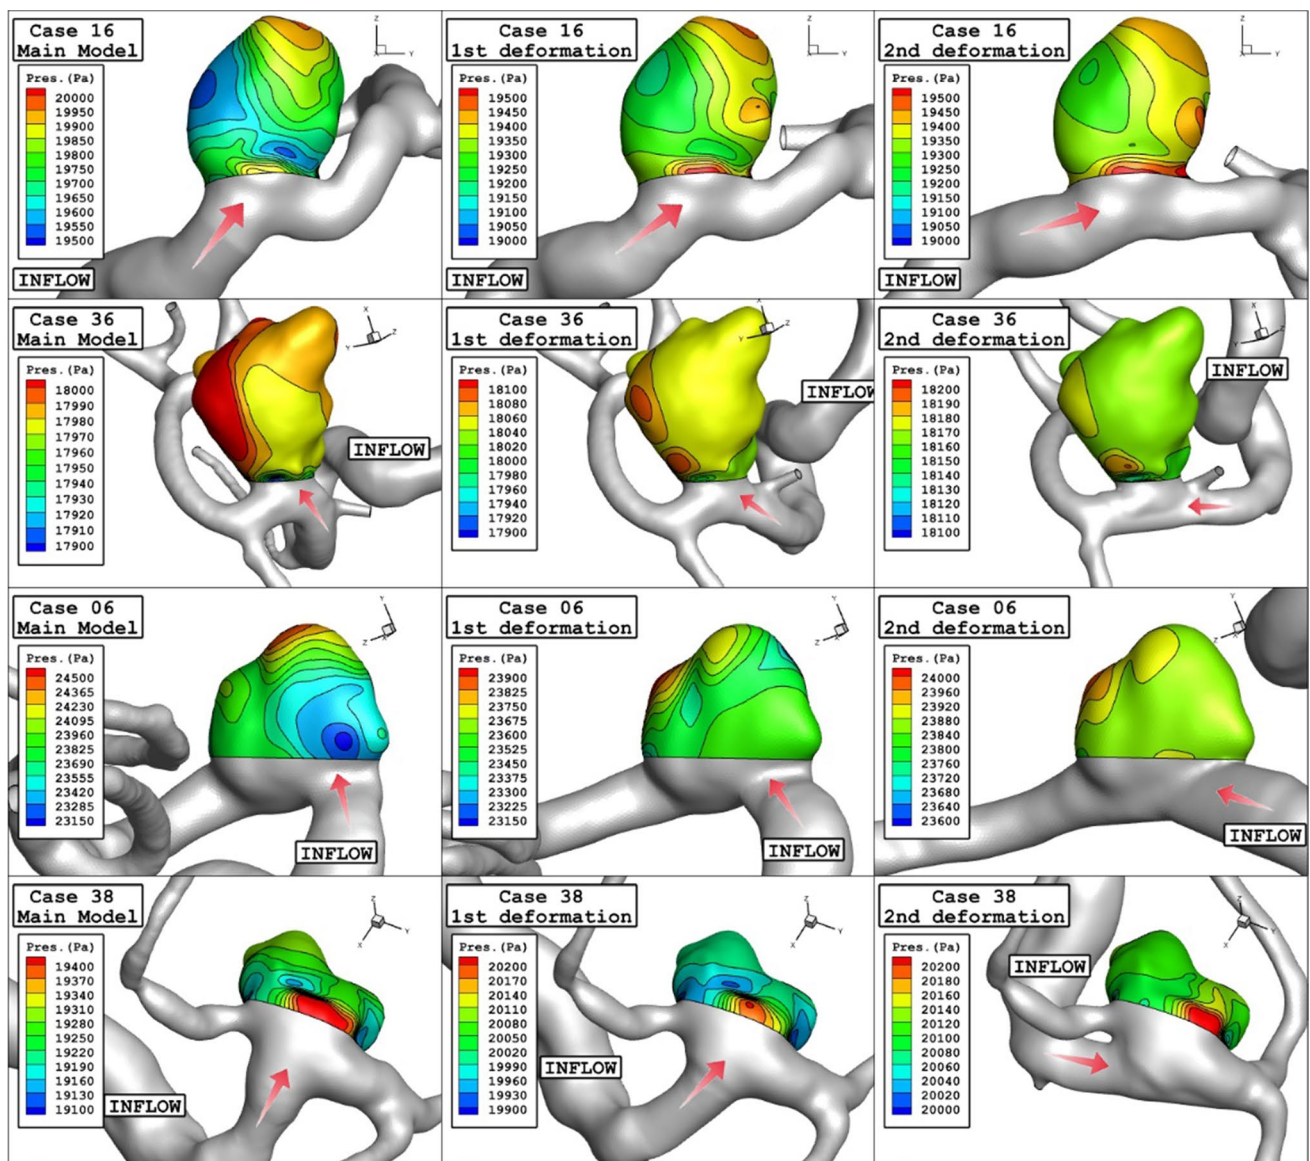 Case 16
Main Model
Pres.(Pa)
20000
19950
19900
19850
19800
19750
19700
19650
19600
19550
19500
INFLOW
Z
Y
Case 16
1st deformation
Pres.(Pa)
19500
19450
19400
19350
19300
19250
19200
19150
19100
19050
19000
INFLOW
Z
Y
Case 16
2nd deformation
Pres.(Pa)
19500
19450
19400
19350
19300
19250
19200
19150
19100
19050
19000
INFLOW
Z
Y
Case 36
Main Model
Pres.(Pa)
18000
17990
17980
17970
17960
17950
17940
17930
17920
17910
17900
INFLOW
X
Y
Z
Case 36
1st deformation
Pres.(Pa)
18100
18080
18060
18040
18020
18000
17980
17960
17940
17920
17900
INFLOW
X
Y
Z
Case 36
2nd deformation
Pres.(Pa)
18200
18190
18180
18170
18160
18150
18140
18130
18120
18110
18100
INFLOW
X
Y
Z
Case 06
Main Model
Pres.(Pa)
24500
24365
24230
24095
23960
23825
23690
23555
23420
23285
23150
INFLOW
Y
Z
Case 06
1st deformation
Pres.(Pa)
23900
23825
23750
23675
23600
23525
23450
23375
23300
23225
23150
INFLOW
Y
Z
Case 06
2nd deformation
Pres.(Pa)
24000
23960
23920
23880
23840
23800
23760
23720
23680
23640
23600
INFLOW
Y
Z
Case 38
Main Model
Pres.(Pa)
19400
19370
19340
19310
19280
19250
19220
19190
19160
19130
19100
INFLOW
Z
Y
X
Case 38
1st deformation
Pres.(Pa)
20200
20170
20140
20110
20080
20050
20020
19990
19960
19930
19900
INFLOW
Z
Y
X
Case 38
2nd deformation
Pres.(Pa)
20200
20180
20160
20140
20120
20100
20080
20060
20040
20020
20000
INFLOW
Z
Y
X